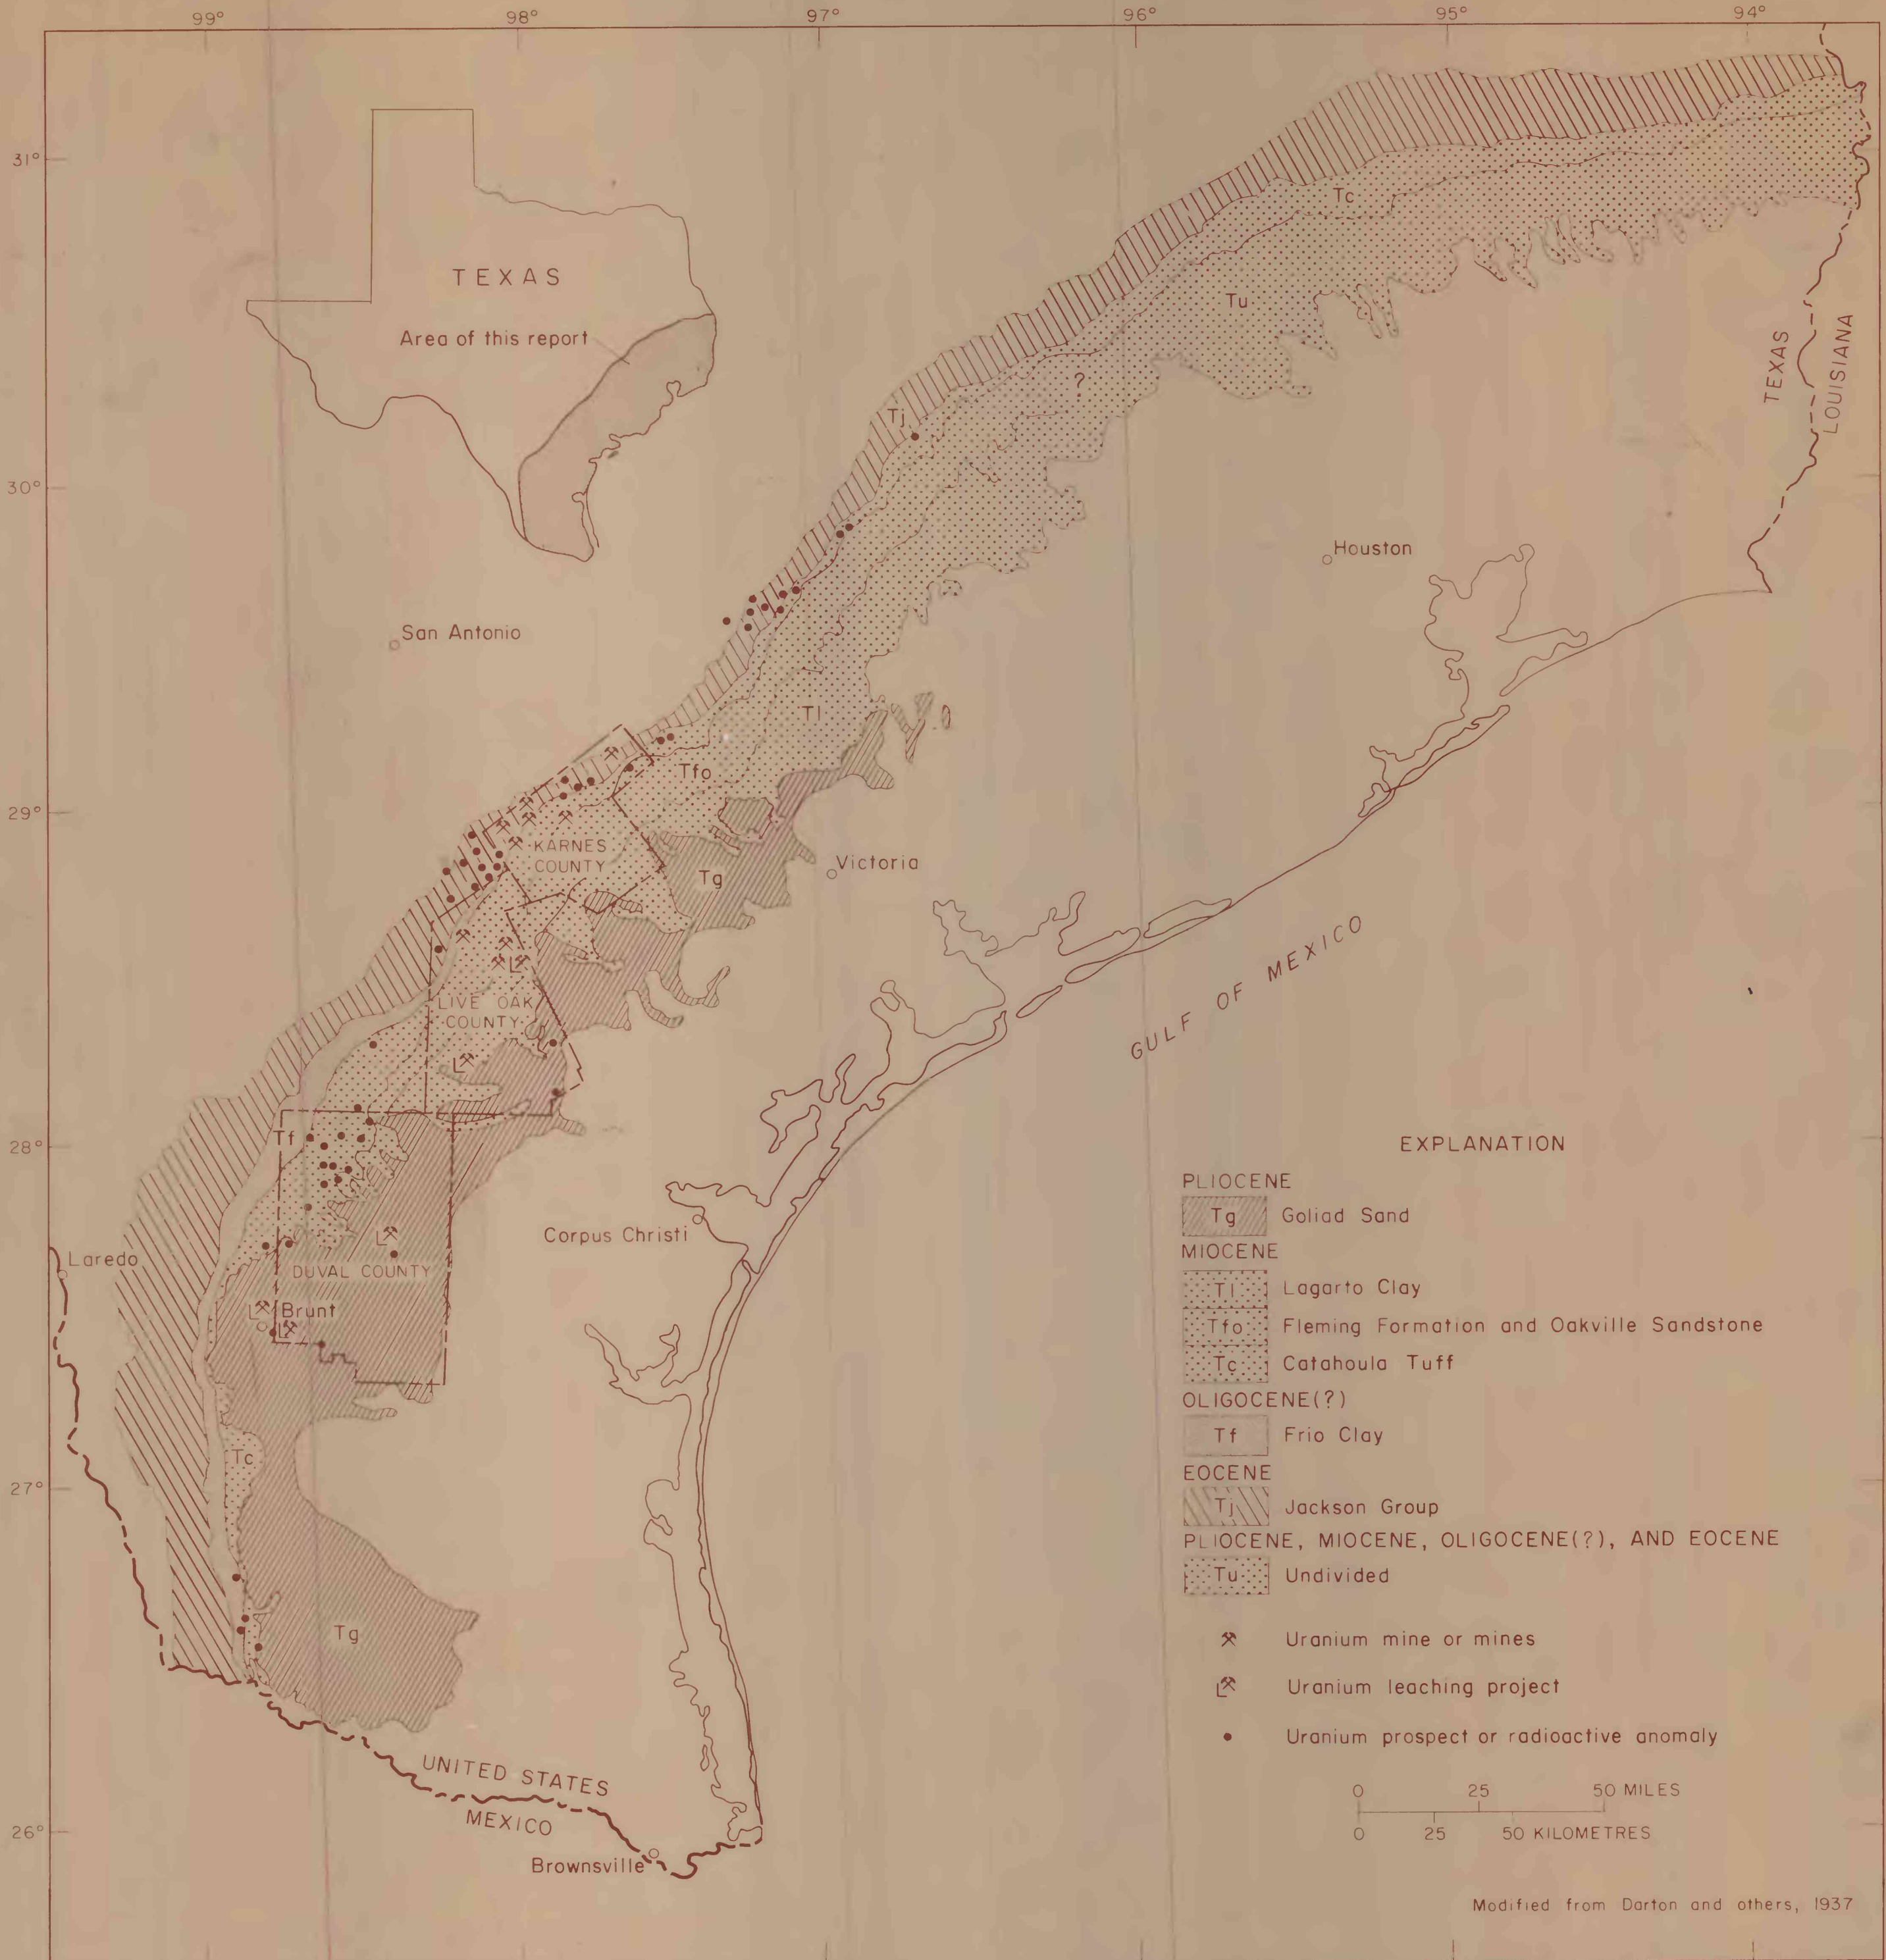 99° 98° 97° 96° 95° 94°
31°
30°
29°
28°
27°
26°
TEXAS
Area of this report
Tc
Tu
?
Tj
TEXAS
LOUISIANA
Houston
San Antonio
Tl
Tfo
KARNES
COUNTY
Tg
Victoria
LIVE OAK
COUNTY
GULF OF MEXICO
Tf
Corpus Christi
Laredo
DUVAL COUNTY
Brunt
Tc
Tg
UNITED STATES
MEXICO
Brownsville
EXPLANATION
PLIOCENE
Tg Goliad Sand
MIOCENE
Tl Lagarto Clay
Tfo Fleming Formation and Oakville Sandstone
Tc Catahoula Tuff
OLIGOCENE(?)
Tf Frio Clay
EOCENE
Tj Jackson Group
PLIOCENE, MIOCENE, OLIGOCENE(?), AND EOCENE
Tu Undivided
Uranium mine or mines
L Uranium leaching project
Uranium prospect or radioactive anomaly
0 25 50 MILES
0 25 50 KILOMETRES
Modified from Darton and others, 1937